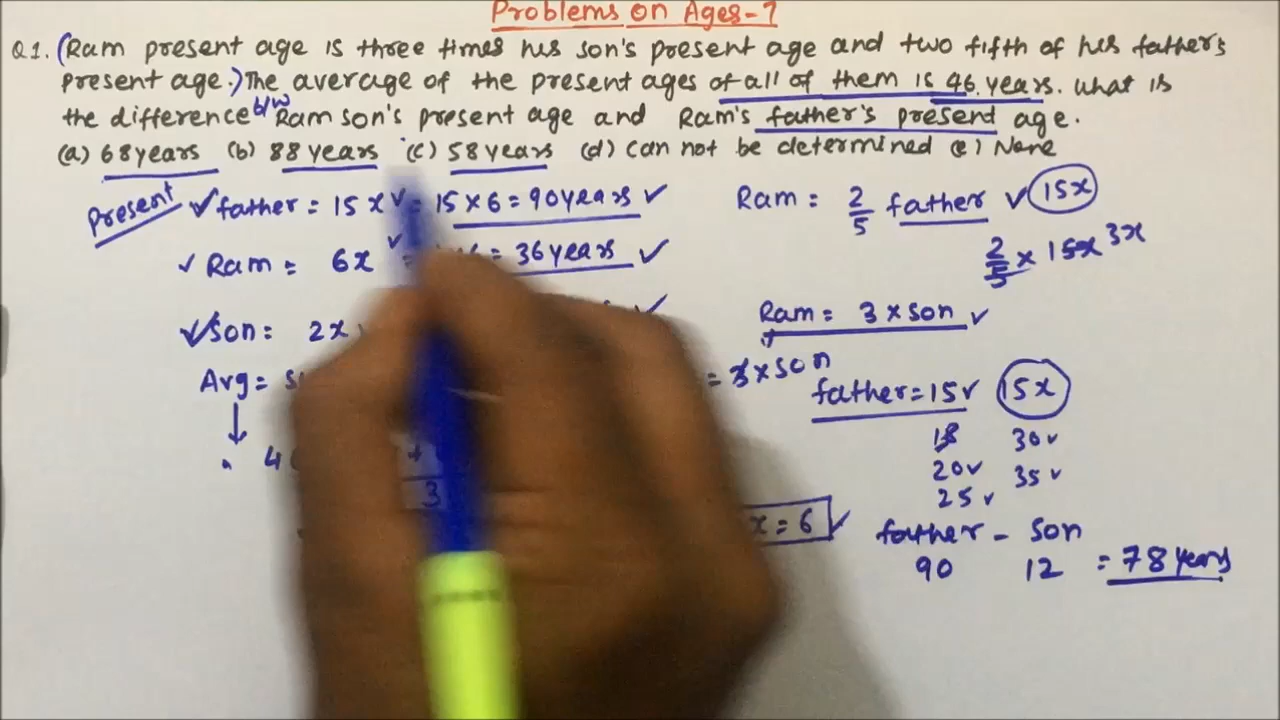 Problems on Ages-7
Q1. (Ram present age is three times his son's present age and two fifth of his father's
present age.) The average of the present ages of all of them is 46 years. What is
the difference b/w Ram son's present age and Ram's father's present age.
(a) 68 years (b) 88 years (c) 58 years (d) can not be determined (e) None
Present ✓ father = 15x ✓ = 15 × 6 = 90 years ✓
✓ Ram = 6x ✓ = 36 years ✓
✓ Son = 2x
Avg =
↓
4
3
= 3 × son
x = 6 ✓
Ram = 2/5 father ✓ 15x
2/5 × 15x 3x
Ram = 3 × son ✓
father = 15 ✓ 15x
18 30 ✓
20 ✓ 35 ✓
25 ✓
father - son
90 12 = 78 years